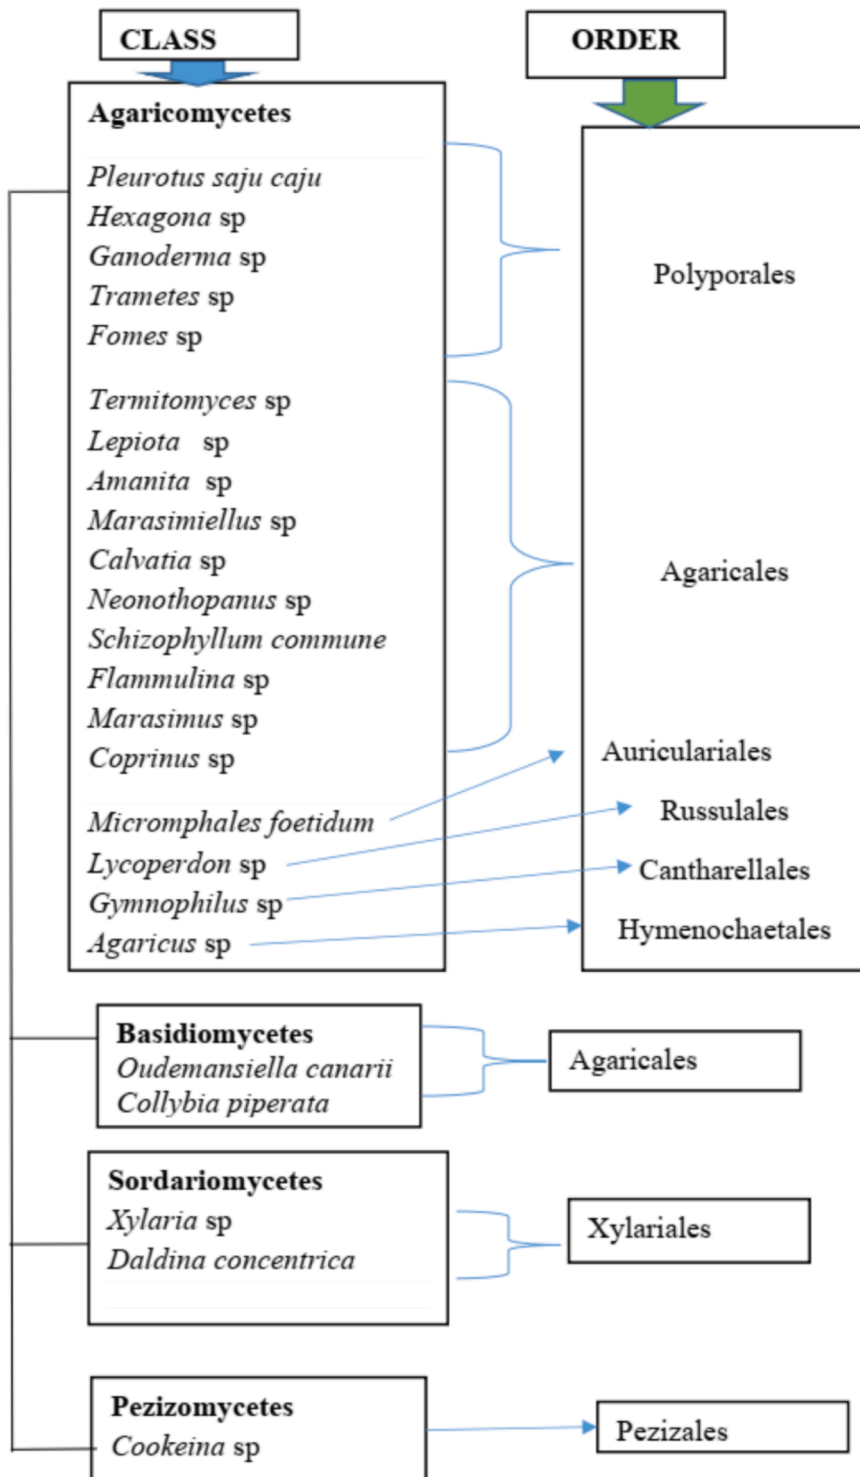 CLASS
ORDER
Agaricomycetes
Pleurotus saju caju
Hexagona sp
Ganoderma sp
Trametes sp
Fomes sp
Polyporales
Termitomyces sp
Lepiota sp
Amanita sp
Marasimiellus sp
Calvatia sp
Neonothopanus sp
Schizophyllum commune
Flammulina sp
Marasimus sp
Coprinus sp
Agaricales
Micromphales foetidum
Lycoperdon sp
Gymnophilus sp
Agaricus sp
Auriculariales
Russulales
Cantharellales
Hymenochaetales
Basidiomycetes
Oudemansiella canarii
Collybia piperata
Agaricales
Sordariomycetes
Xylaria sp
Daldina concentrica
Xylariales
Pezizomycetes
Cookeina sp
Pezizales